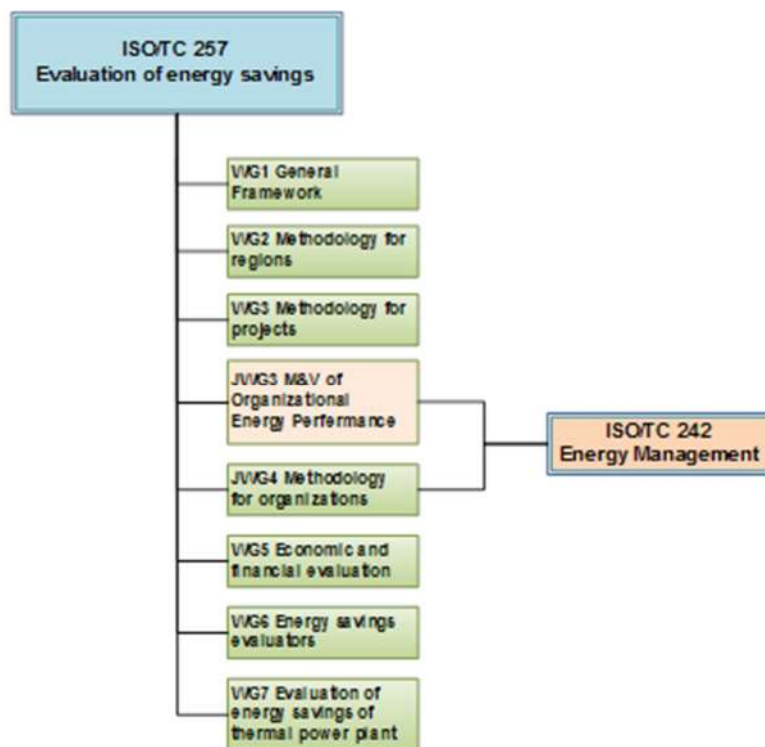 ISO/TC 257
Evaluation of energy savings
WG1 General
Framework
WG2 Methodology for
regions
WG3 Methodology for
projects
JWG3 M&V of
Organizational
Energy Perfermance
JWG4 Methodology
for organizations
WG5 Economic and
financial evaluation
WG6 Energy savings
evaluators
WG7 Evaluation of
energy savings of
thermal power plant
ISO/TC 242
Energy Management